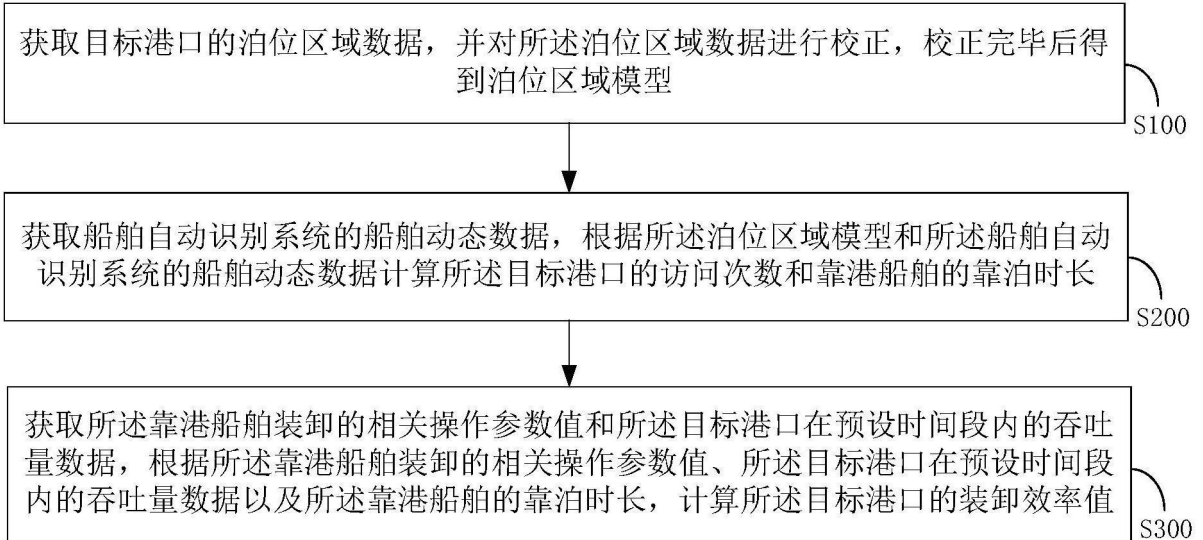 获取目标港口的泊位区域数据，并对所述泊位区域数据进行校正，校正完毕后得
到泊位区域模型
S100
获取船舶自动识别系统的船舶动态数据，根据所述泊位区域模型和所述船舶自动
识别系统的船舶动态数据计算所述目标港口的访问次数和靠港船舶的靠泊时长
S200
获取所述靠港船舶装卸的相关操作参数值和所述目标港口在预设时间段内的吞吐
量数据，根据所述靠港船舶装卸的相关操作参数值、所述目标港口在预设时间段
内的吞吐量数据以及所述靠港船舶的靠泊时长，计算所述目标港口的装卸效率值
S300